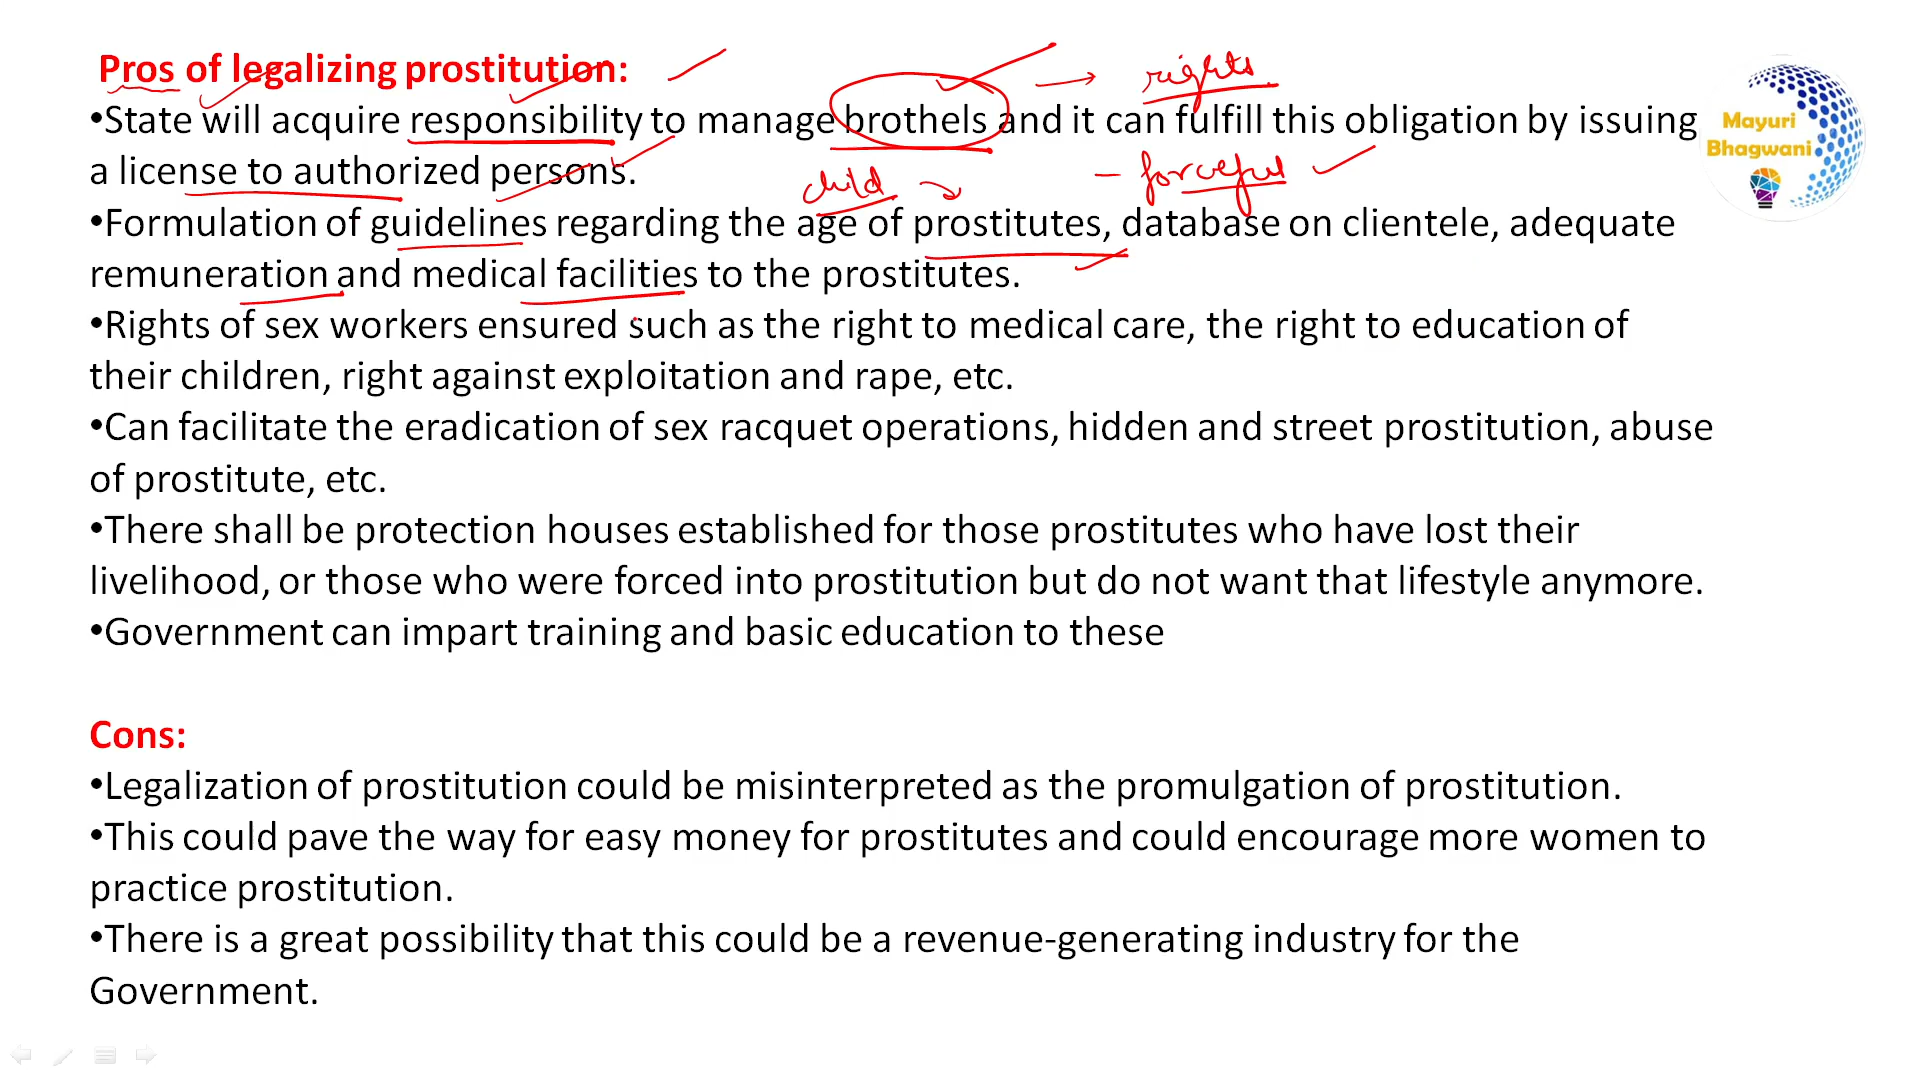 Pros of legalizing prostitution:
rights
•State will acquire responsibility to manage brothels and it can fulfill this obligation by issuing
a license to authorized persons.
child
- forceful
•Formulation of guidelines regarding the age of prostitutes, database on clientele, adequate
remuneration and medical facilities to the prostitutes.
•Rights of sex workers ensured such as the right to medical care, the right to education of
their children, right against exploitation and rape, etc.
•Can facilitate the eradication of sex racquet operations, hidden and street prostitution, abuse
of prostitute, etc.
•There shall be protection houses established for those prostitutes who have lost their
livelihood, or those who were forced into prostitution but do not want that lifestyle anymore.
•Government can impart training and basic education to these
Cons:
•Legalization of prostitution could be misinterpreted as the promulgation of prostitution.
•This could pave the way for easy money for prostitutes and could encourage more women to
practice prostitution.
•There is a great possibility that this could be a revenue-generating industry for the
Government.
Mayuri
Bhagwani